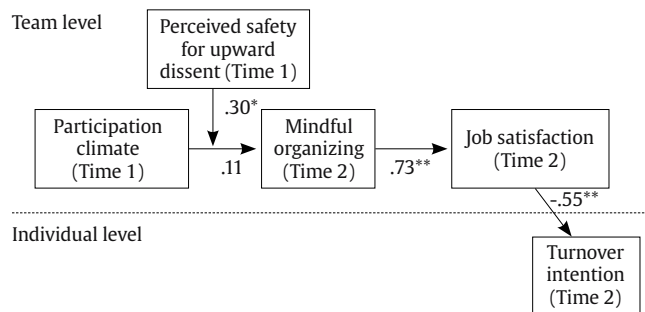 Team level
Perceived safety
for upward
dissent (Time 1)
.30*
Participation
climate
(Time 1)
.11
Mindful
organizing
(Time 2)
.73**
Job satisfaction
(Time 2)
-.55**
Individual level
Turnover
intention
(Time 2)